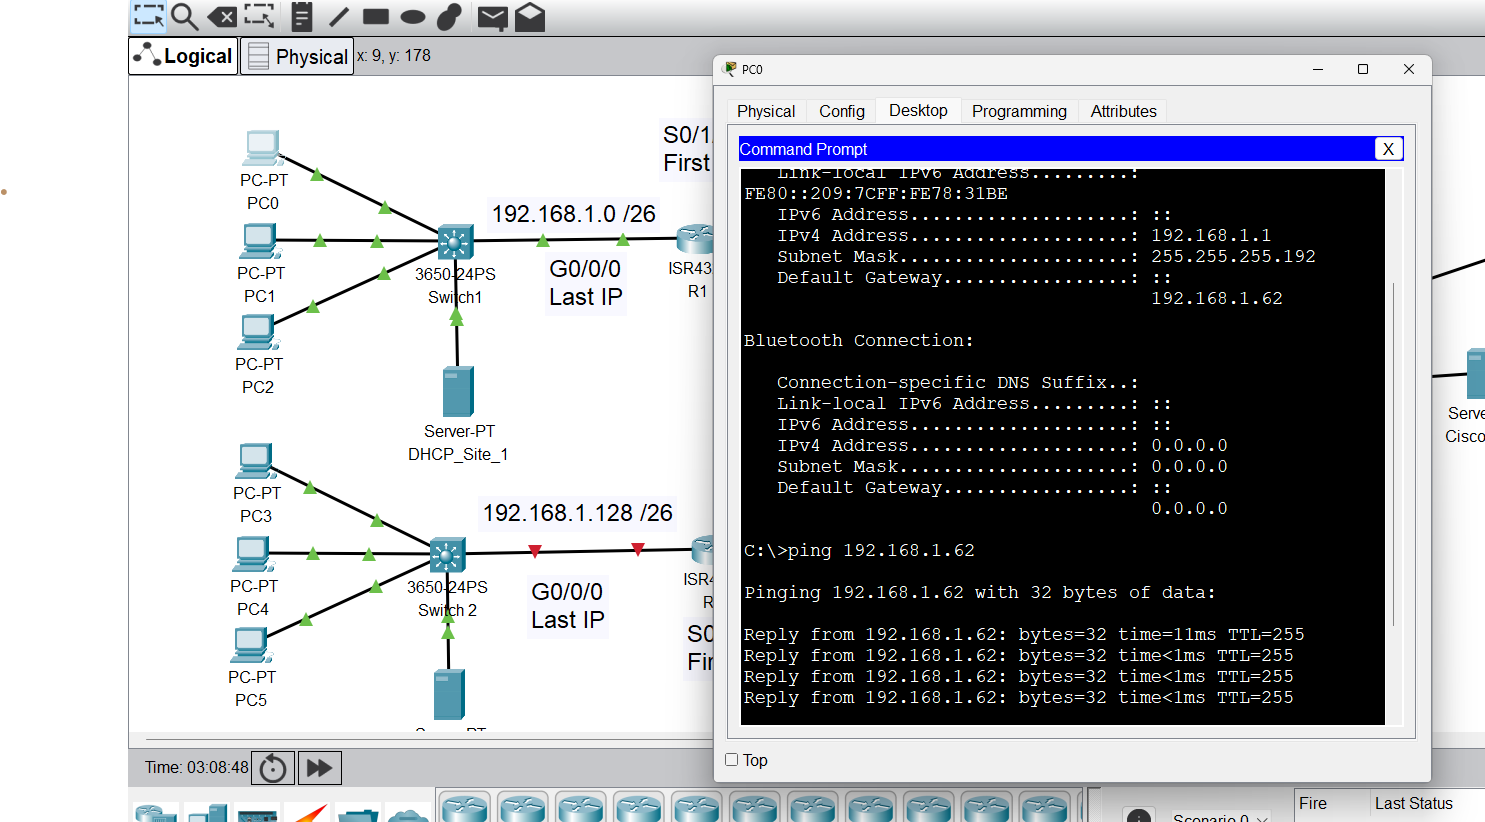 Logical
Physical
x: 9, y: 178
PC-PT
PC0
PC-PT
PC1
PC-PT
PC2
3650-24PS
Switch1
192.168.1.0 /26
G0/0/0
Last IP
S0/1
First
ISR43
R1
Server-PT
DHCP_Site_1
PC-PT
PC3
PC-PT
PC4
PC-PT
PC5
3650-24PS
Switch 2
192.168.1.128 /26
G0/0/0
Last IP
ISR4
R
S0
Fir
Serve
Cisco
PC0
Physical
Config
Desktop
Programming
Attributes
Command Prompt
X
Link-local IPv6 Address.........:
FE80::209:7CFF:FE78:31BE
IPv6 Address....................: ::
IPv4 Address....................: 192.168.1.1
Subnet Mask.....................: 255.255.255.192
Default Gateway.................: ::
192.168.1.62
Bluetooth Connection:
Connection-specific DNS Suffix..:
Link-local IPv6 Address.........: ::
IPv6 Address....................: ::
IPv4 Address....................: 0.0.0.0
Subnet Mask.....................: 0.0.0.0
Default Gateway.................: ::
0.0.0.0
C:\>ping 192.168.1.62
Pinging 192.168.1.62 with 32 bytes of data:
Reply from 192.168.1.62: bytes=32 time=11ms TTL=255
Reply from 192.168.1.62: bytes=32 time<1ms TTL=255
Reply from 192.168.1.62: bytes=32 time<1ms TTL=255
Reply from 192.168.1.62: bytes=32 time<1ms TTL=255
Top
Time: 03:08:48
Scenario 0
Fire
Last Status